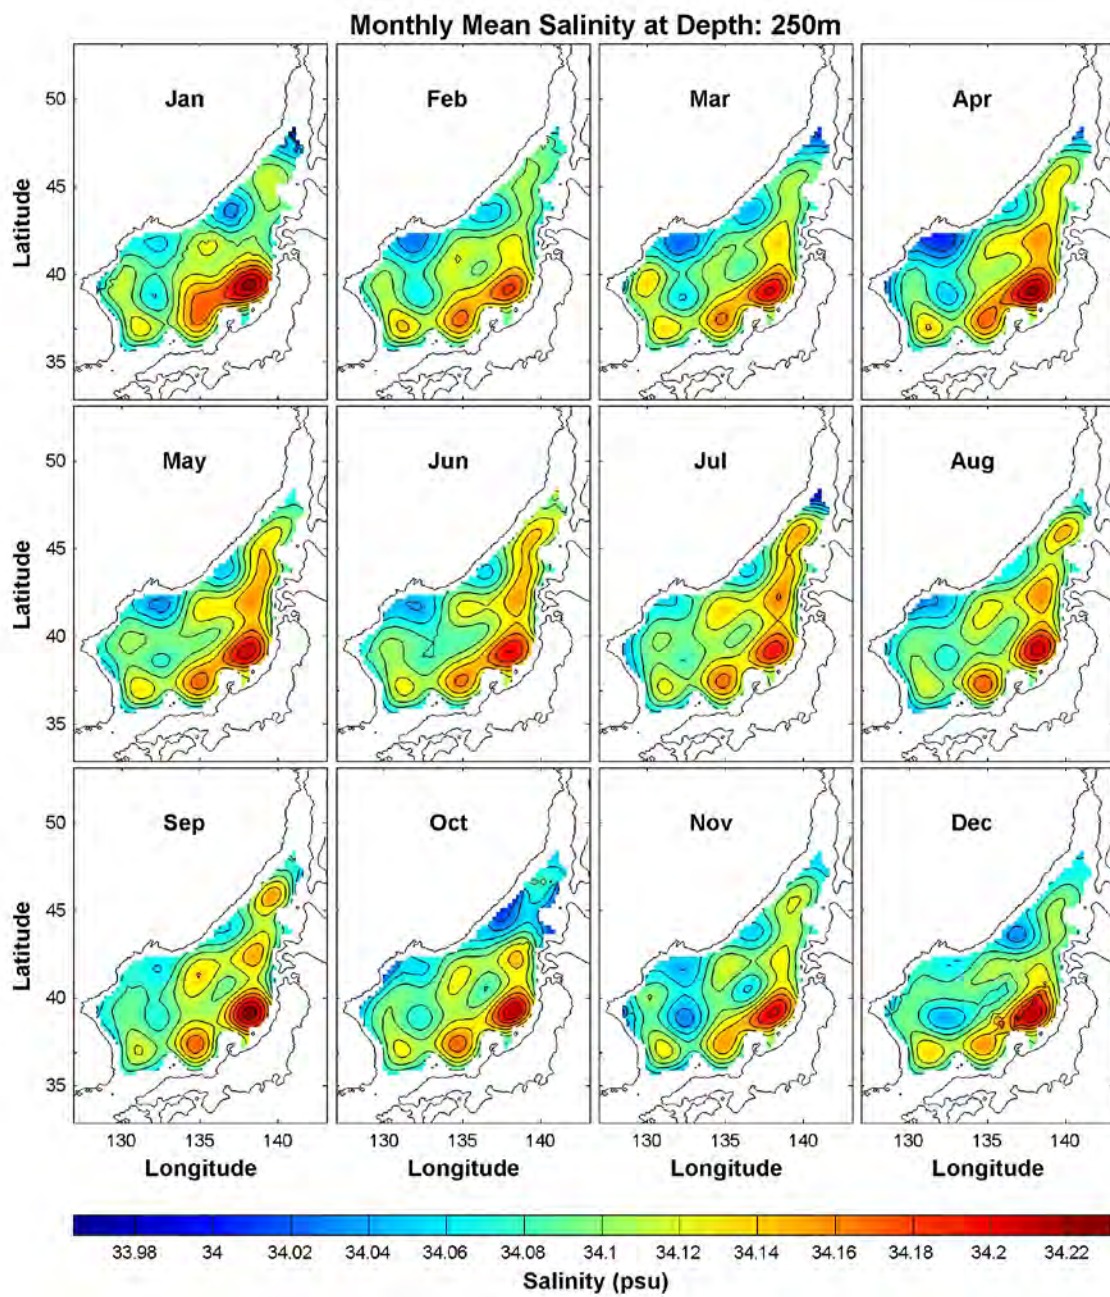 Monthly Mean Salinity at Depth: 250m
Jan Feb Mar Apr
50
45
40
35
Latitude
May Jun Jul Aug
50
45
40
35
Latitude
Sep Oct Nov Dec
50
45
40
35
Latitude
130 135 140 130 135 140 130 135 140 130 135 140
Longitude Longitude Longitude Longitude
33.98 34 34.02 34.04 34.06 34.08 34.1 34.12 34.14 34.16 34.18 34.2 34.22
Salinity (psu)